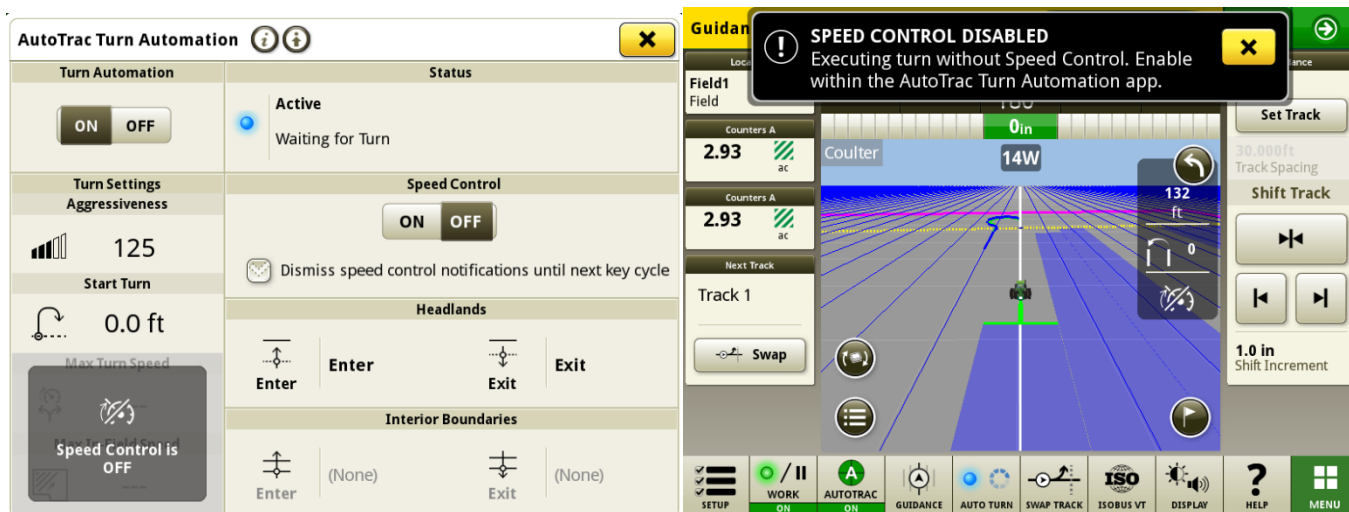 AutoTrac Turn Automation
Turn Automation
ON OFF
Turn Settings
Aggressiveness
125
Start Turn
0.0 ft
Max Turn Speed
---
Speed Control is
OFF
---
Status
Active
Waiting for Turn
Speed Control
ON OFF
Dismiss speed control notifications until next key cycle
Headlands
Enter
Enter
Exit
Exit
Interior Boundaries
Enter
(None)
Exit
(None)
SPEED CONTROL DISABLED
Executing turn without Speed Control. Enable
within the AutoTrac Turn Automation app.
Field1
Field
Counters A
2.93
ac
Counters A
2.93
ac
Next Track
Track 1
Swap
0in
Coulter
14W
132
ft
0
Set Track
30.000ft
Track Spacing
Shift Track
1.0 in
Shift Increment
SETUP
WORK
ON
A
AUTOTRAC
ON
GUIDANCE
AUTO TURN
SWAP TRACK
ISO
ISOBUS VT
DISPLAY
?
HELP
MENU